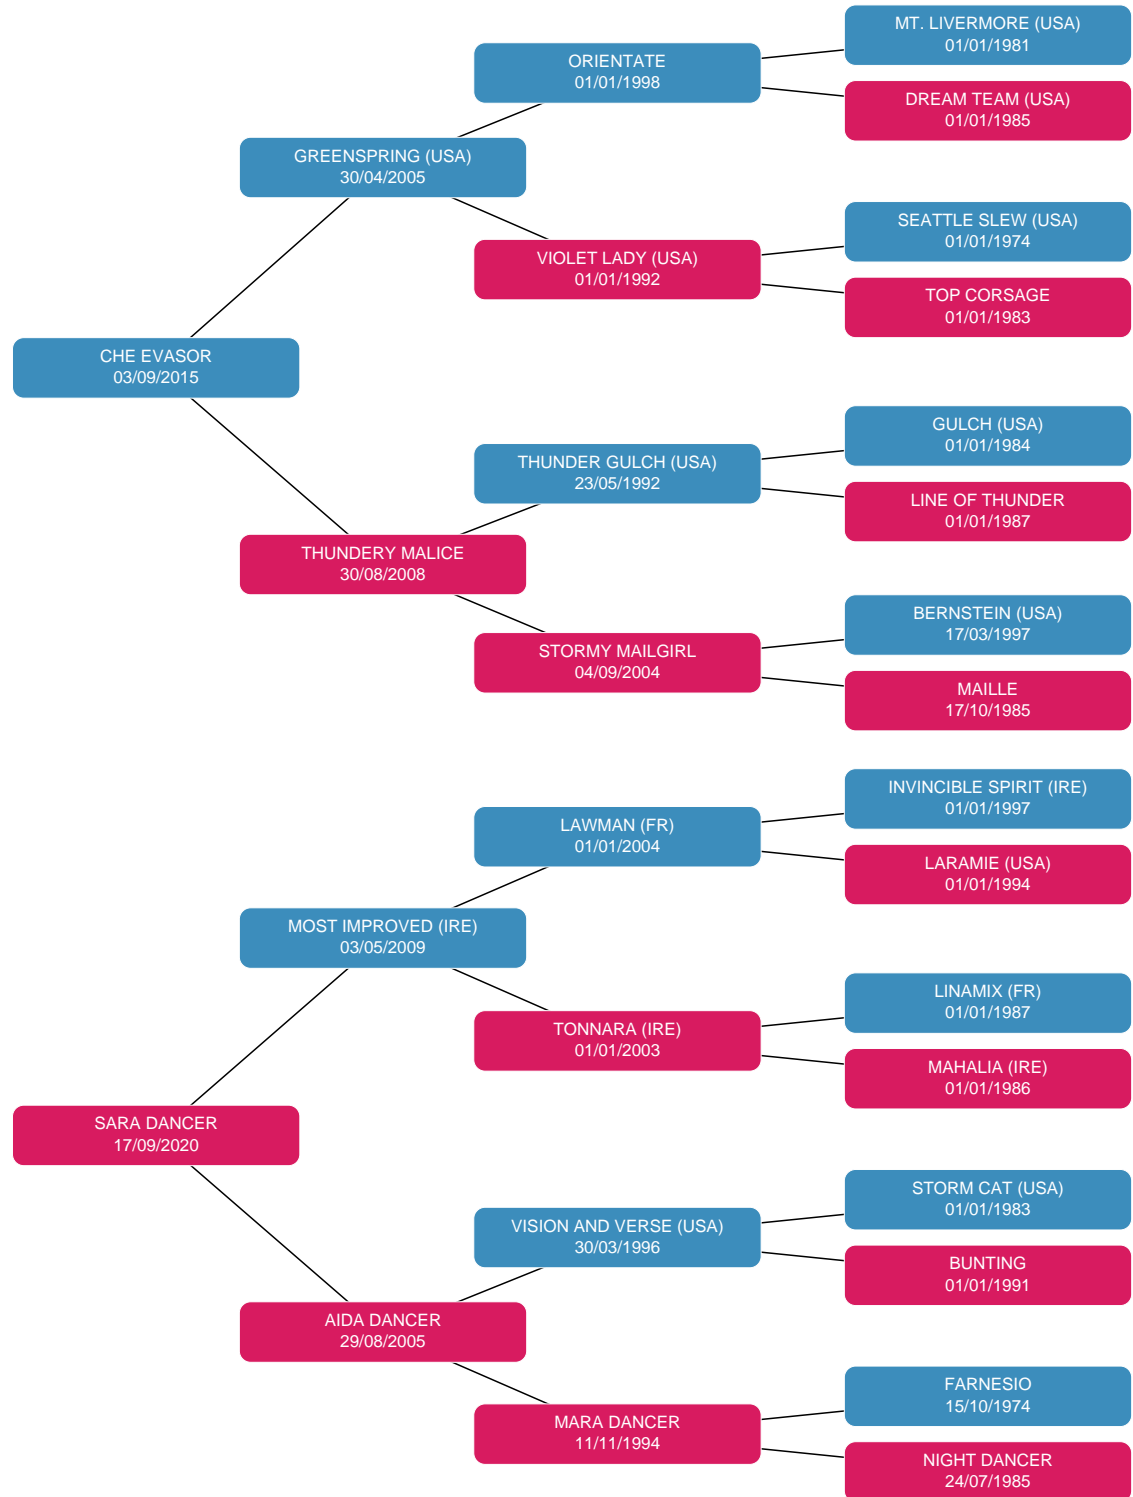 MT. LIVERMORE (USA)
01/01/1981
ORIENTATE
01/01/1998
DREAM TEAM (USA)
01/01/1985
GREENSPRING (USA)
30/04/2005
SEATTLE SLEW (USA)
01/01/1974
VIOLET LADY (USA)
01/01/1992
TOP CORSAGE
01/01/1983
CHE EVASOR
03/09/2015
GULCH (USA)
01/01/1984
THUNDER GULCH (USA)
23/05/1992
LINE OF THUNDER
01/01/1987
THUNDERY MALICE
30/08/2008
BERNSTEIN (USA)
17/03/1997
STORMY MAILGIRL
04/09/2004
MAILLE
17/10/1985
INVINCIBLE SPIRIT (IRE)
01/01/1997
LAWMAN (FR)
01/01/2004
LARAMIE (USA)
01/01/1994
MOST IMPROVED (IRE)
03/05/2009
LINAMIX (FR)
01/01/1987
TONNARA (IRE)
01/01/2003
MAHALIA (IRE)
01/01/1986
SARA DANCER
17/09/2020
STORM CAT (USA)
01/01/1983
VISION AND VERSE (USA)
30/03/1996
BUNTING
01/01/1991
AIDA DANCER
29/08/2005
FARNESIO
15/10/1974
MARA DANCER
11/11/1994
NIGHT DANCER
24/07/1985